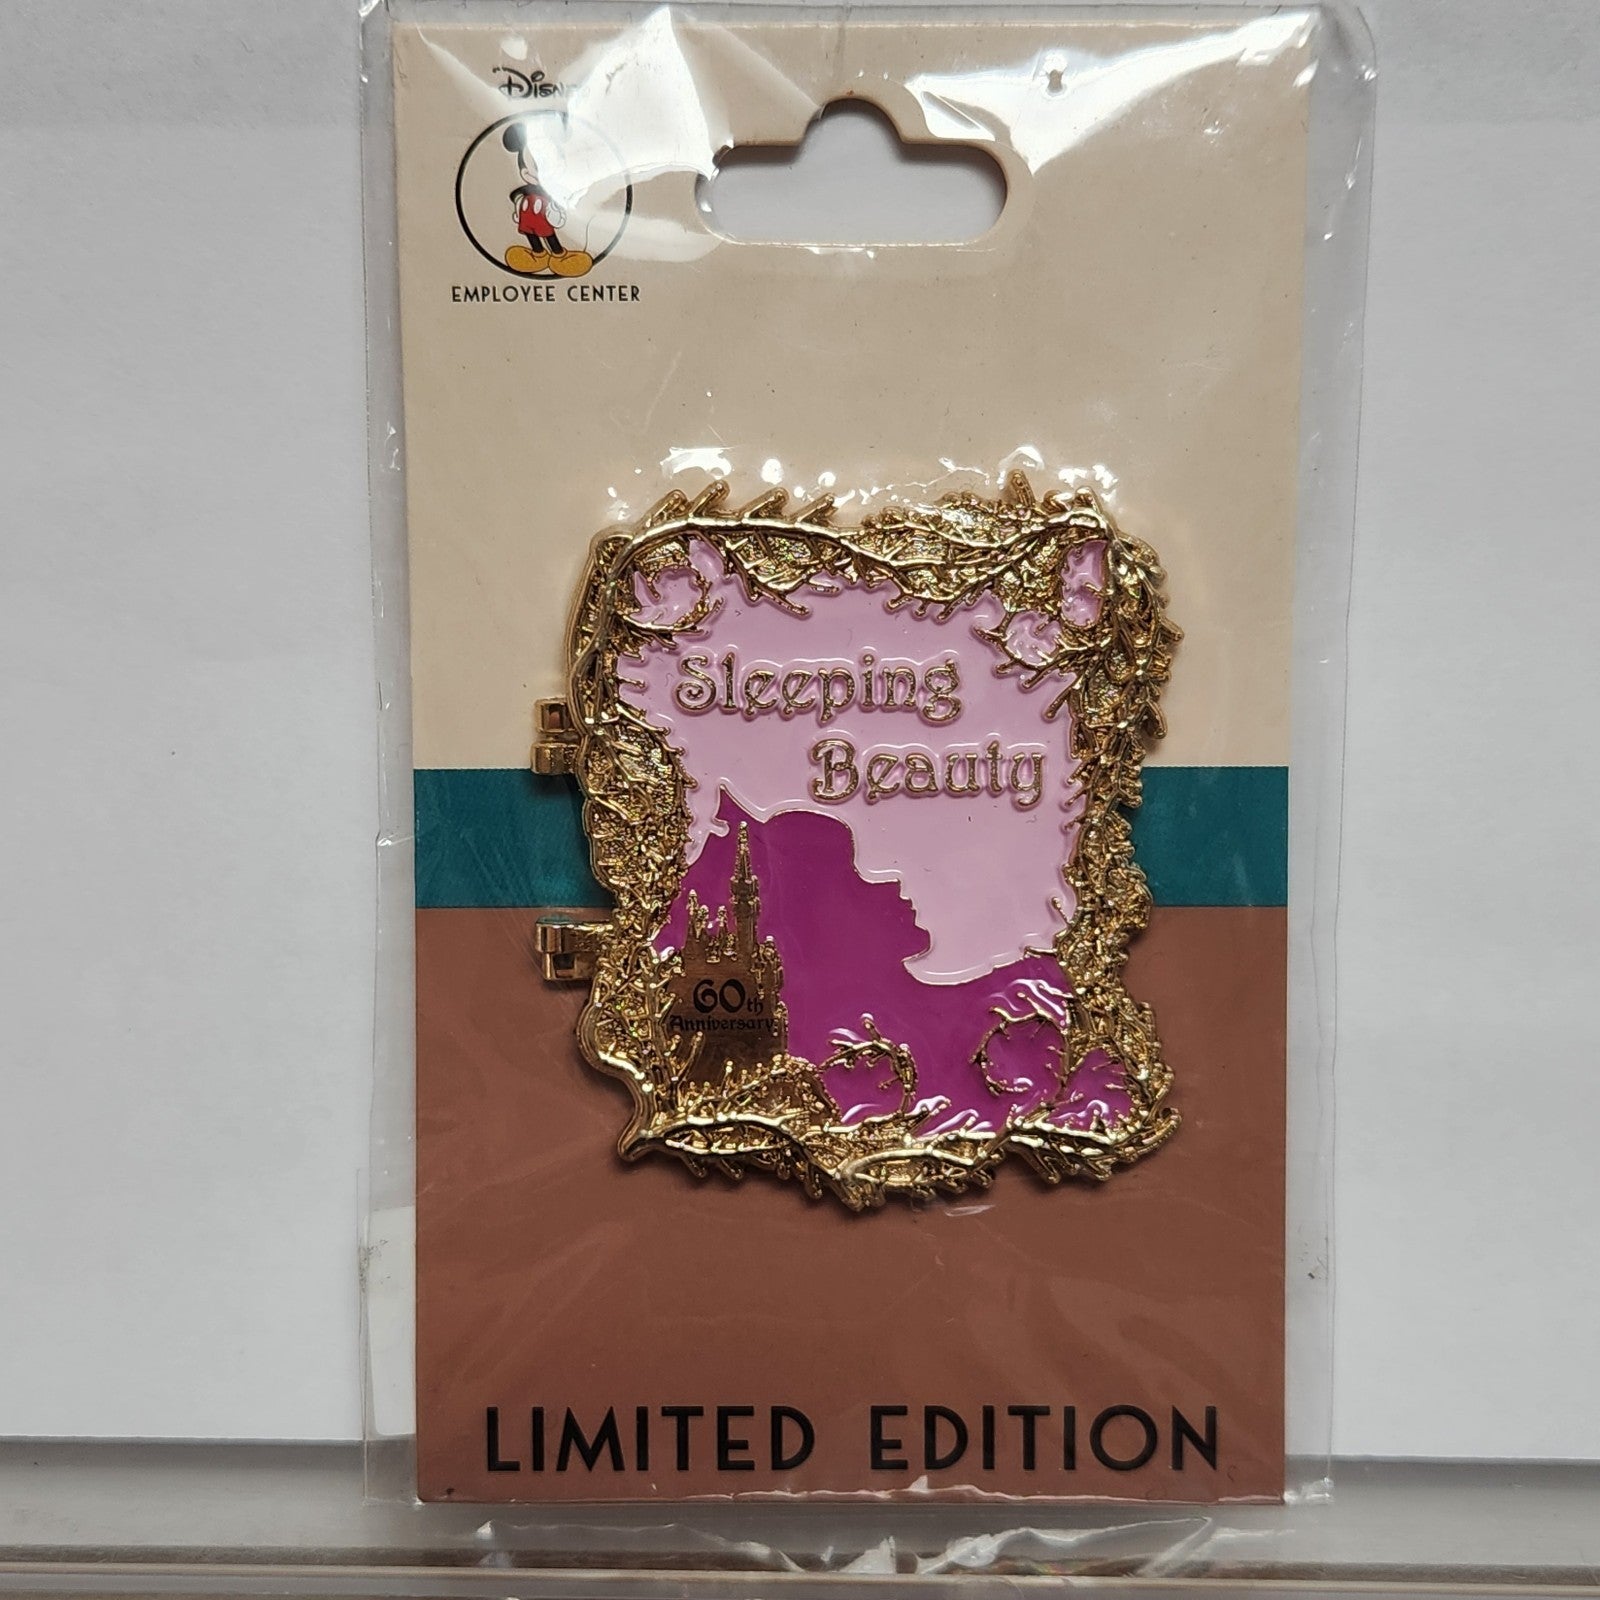 Disney
EMPLOYEE CENTER
Sleeping
Beauty
60th
Anniversary
LIMITED EDITION